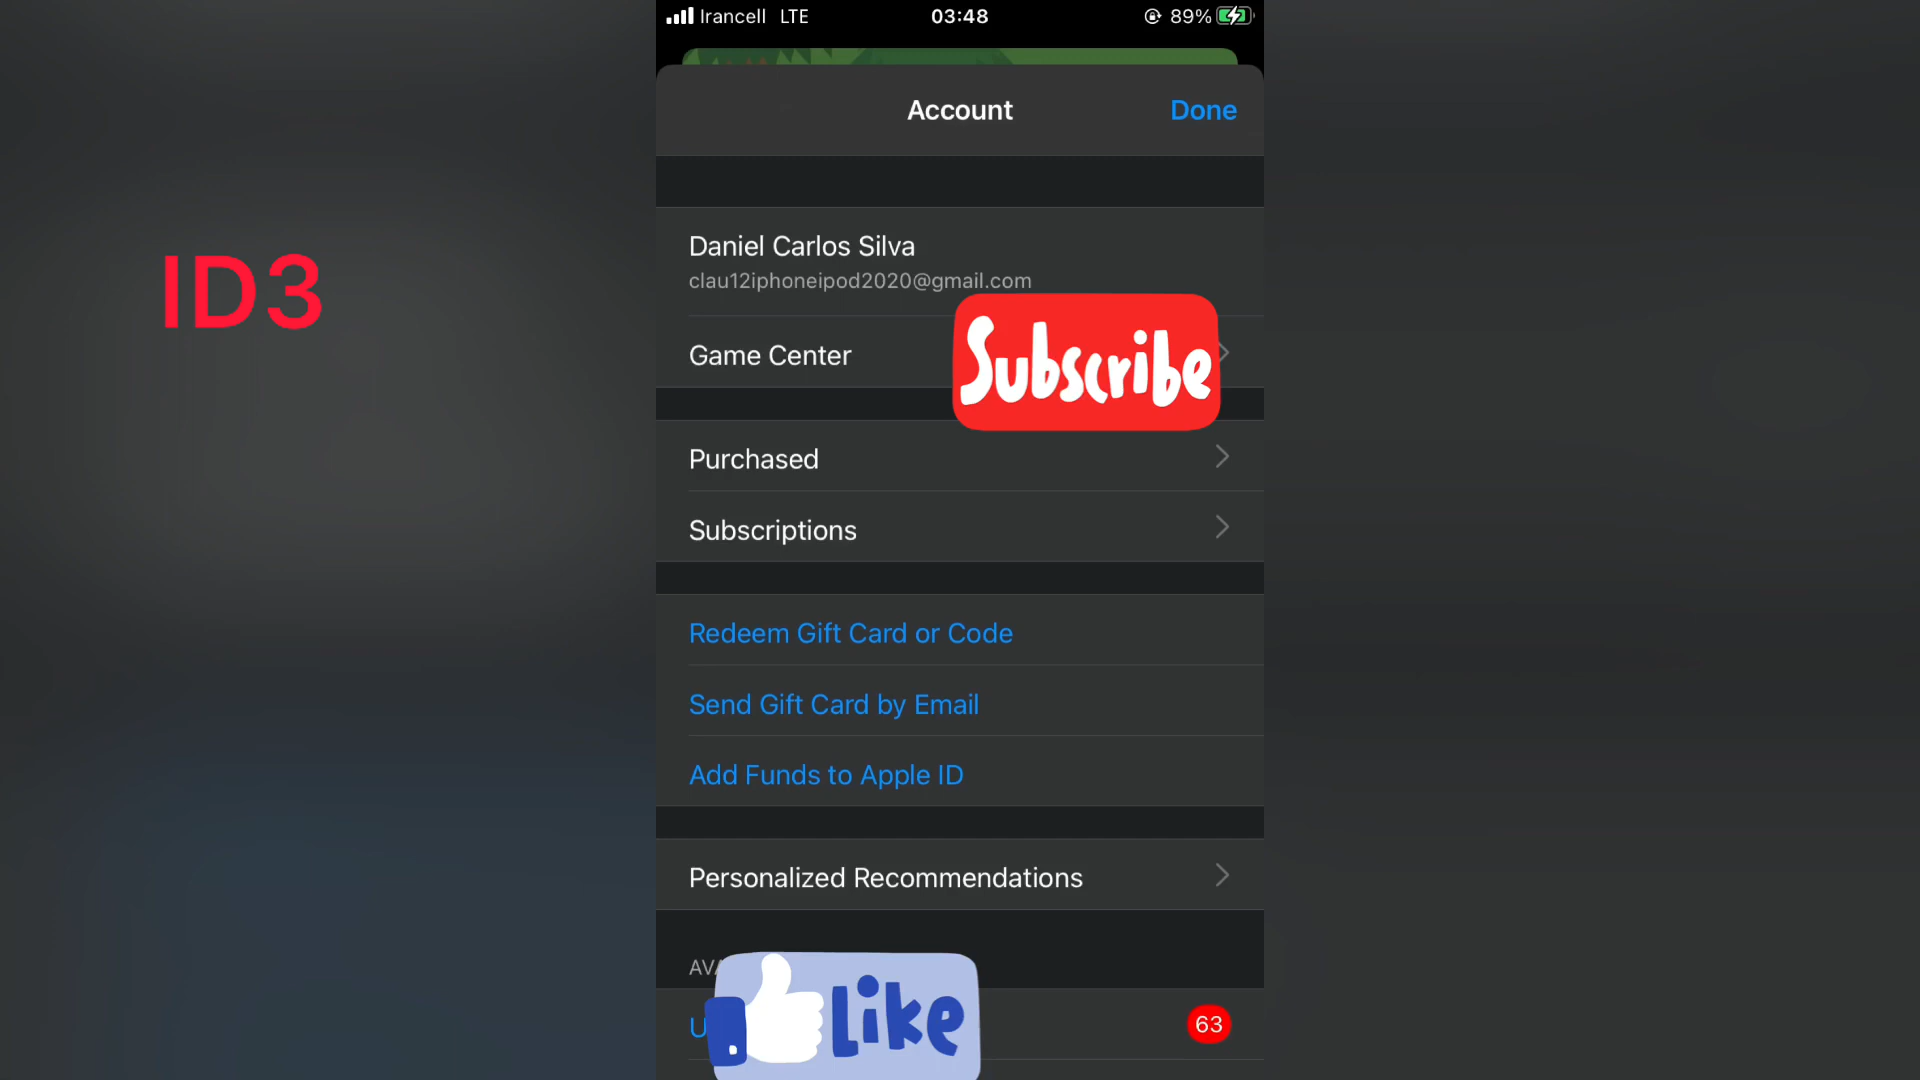 Irancell LTE 03:48 89%
Account Done
ID3
Daniel Carlos Silva
clau12iphoneipod2020@gmail.com
Game Center
Subscribe
Purchased
Subscriptions
Redeem Gift Card or Code
Send Gift Card by Email
Add Funds to Apple ID
Personalized Recommendations
Like
63